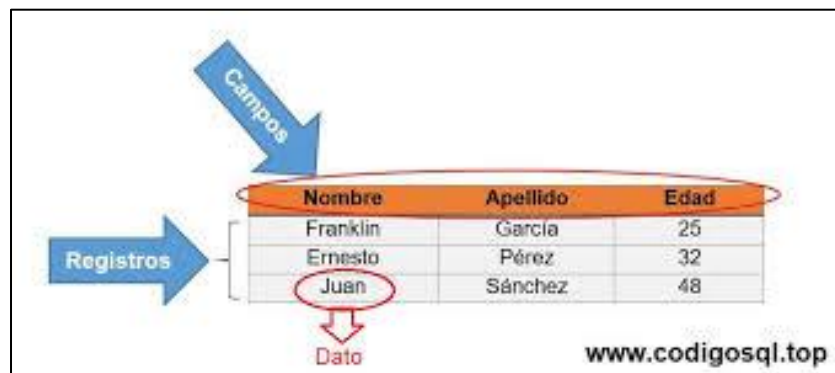 Campos
Nombre Apellido Edad
Franklin García 25
Registros
Ernesto Pérez 32
Juan Sánchez 48
Dato
www.codigosql.top